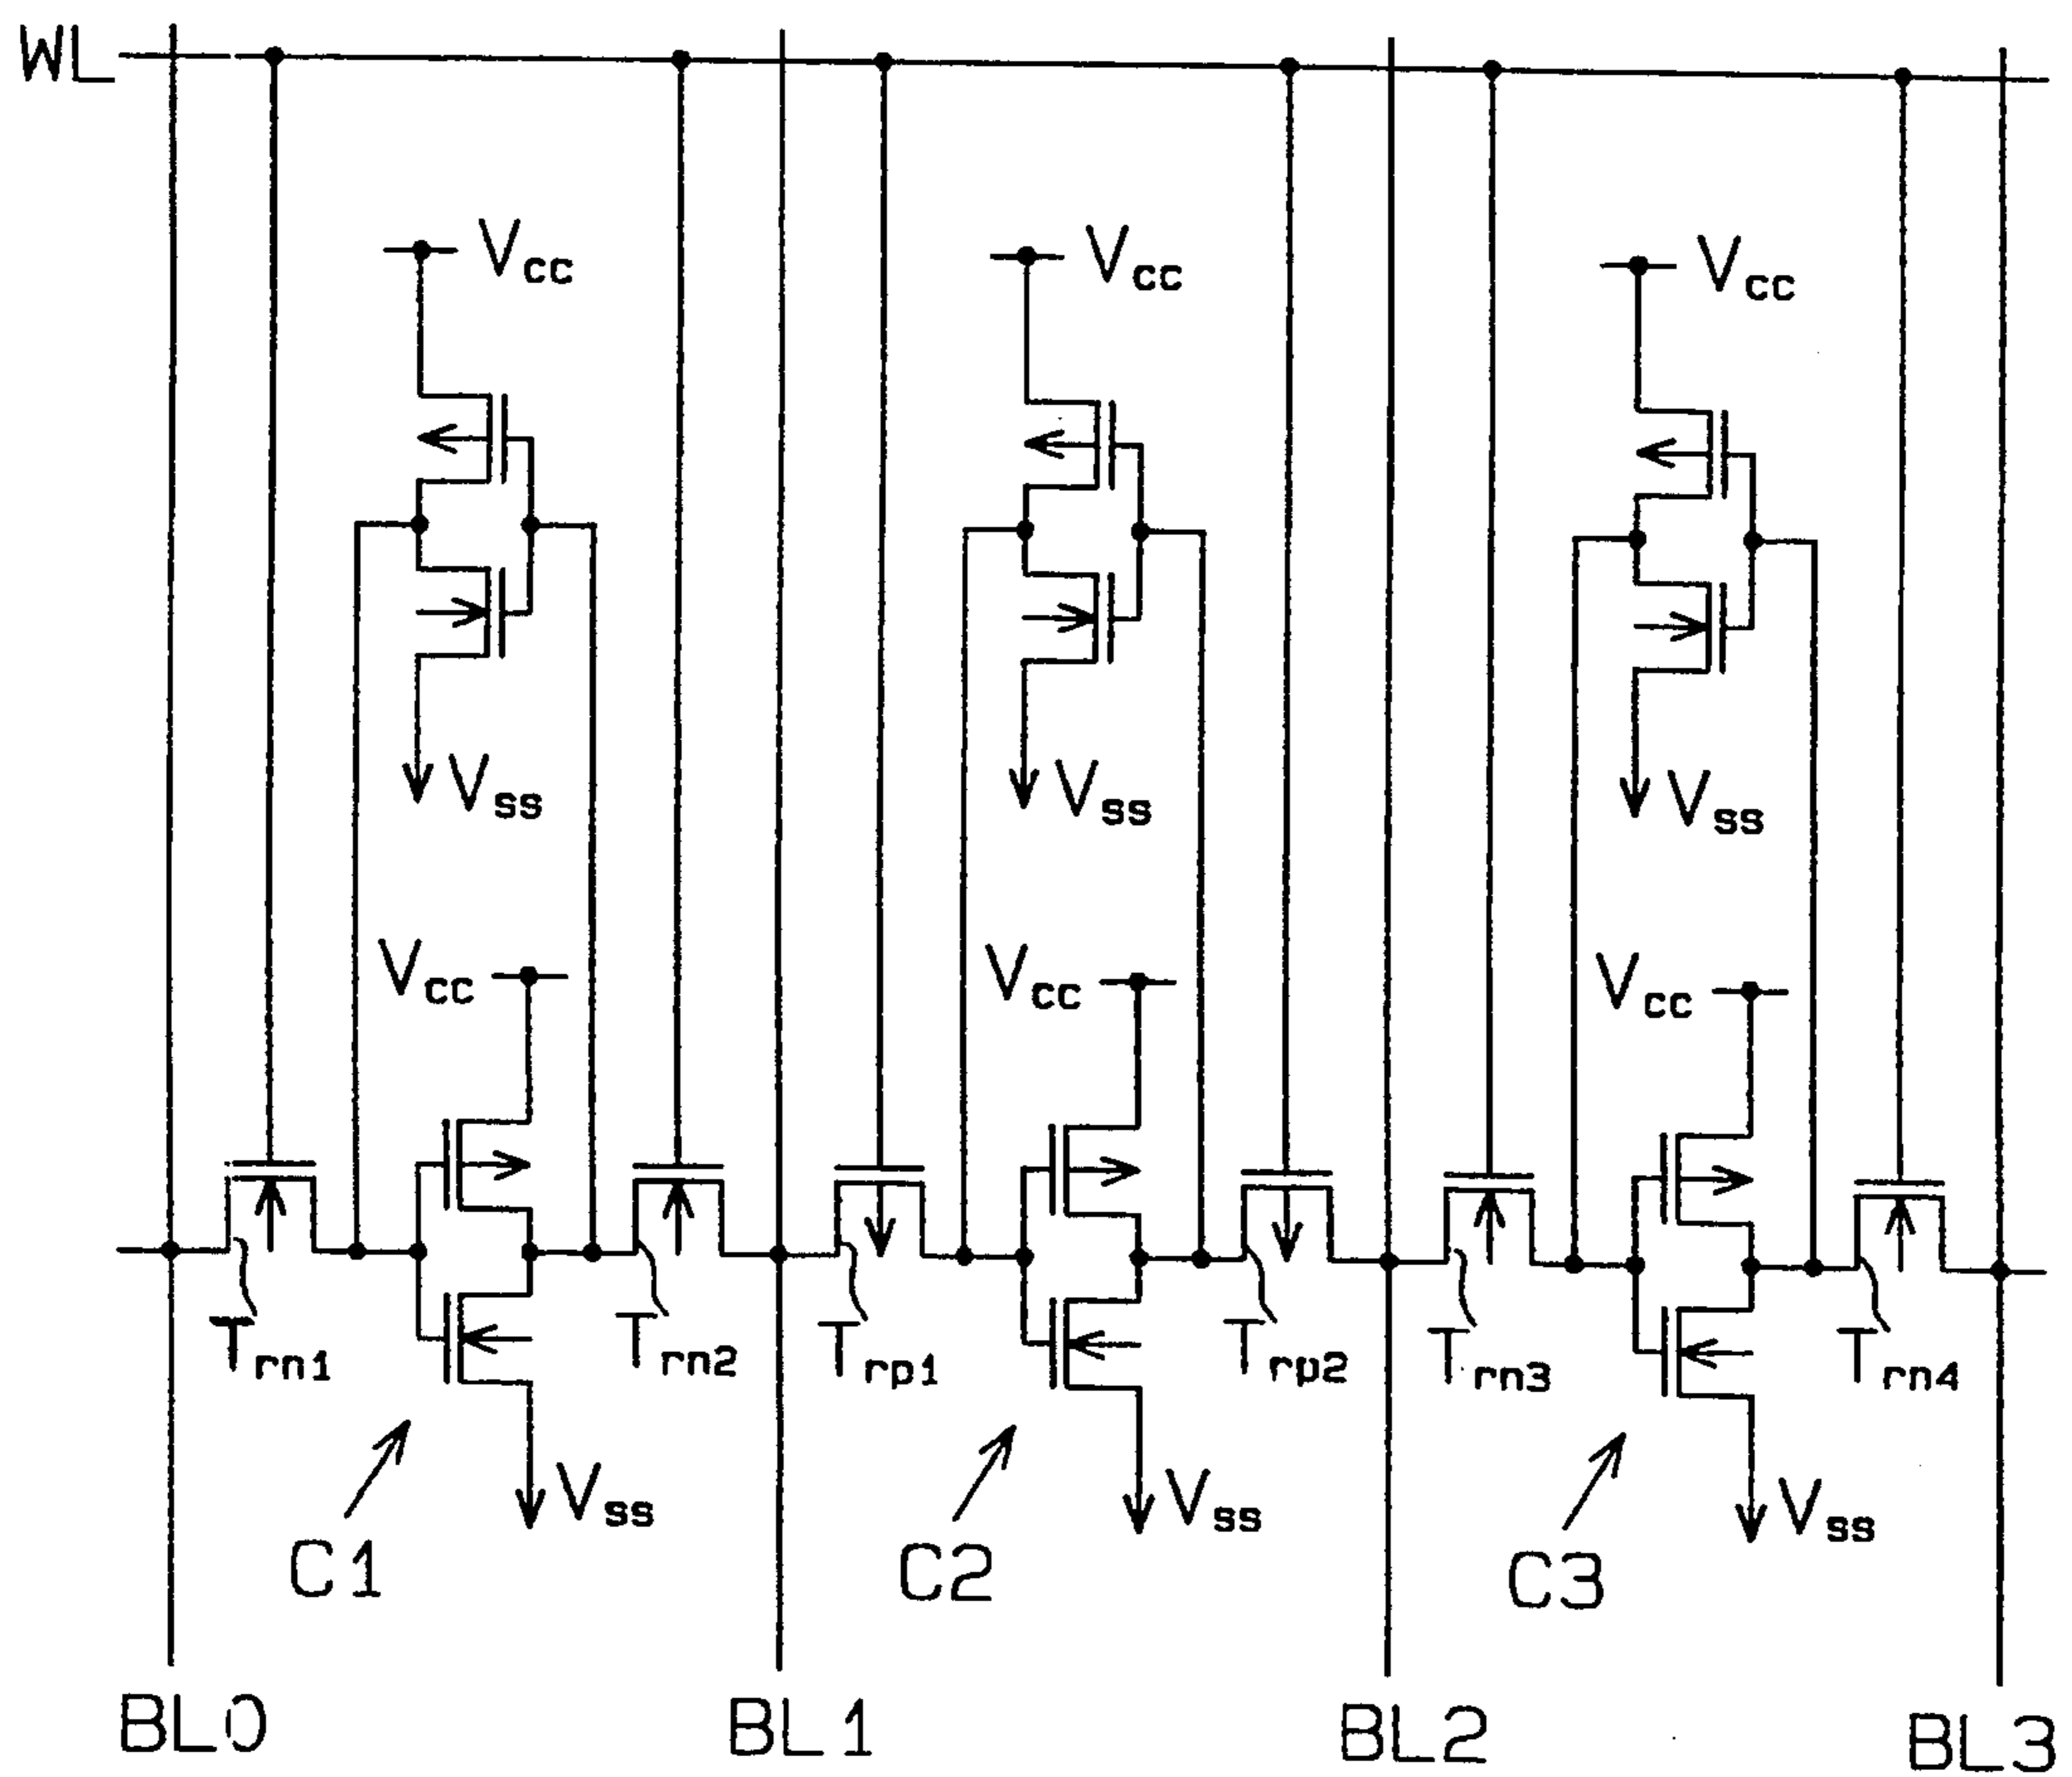 WL
Vcc Vcc Vcc
Vss Vss Vss
Vcc Vcc Vcc
Trn1 Trn2 Trp1 Trp2 Trn3 Trn4
Vss Vss Vss
C1 C2 C3
BL0 BL1 BL2 BL3